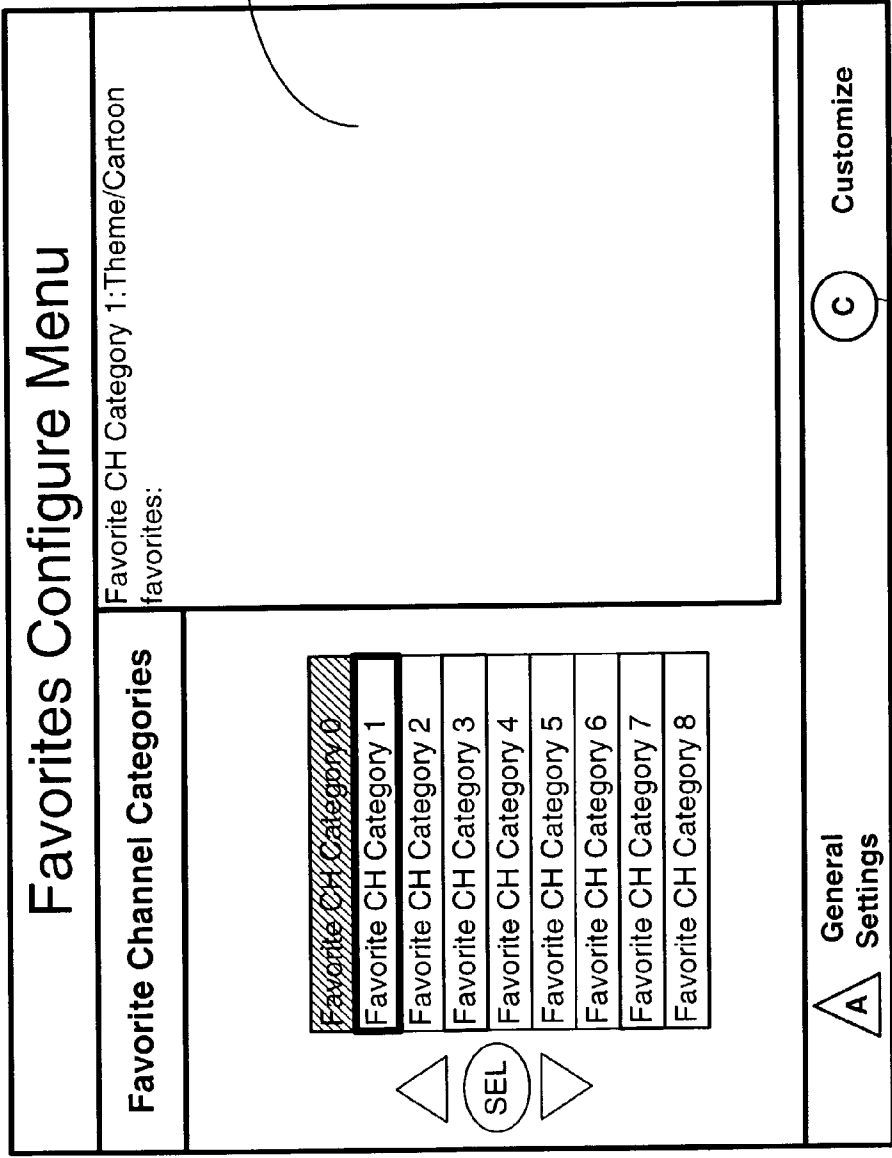 Favorites Configure Menu
Favorite Channel Categories
Favorite CH Category 1:Theme/Cartoon
favorites:
SEL
Favorite CH Category 0
Favorite CH Category 1
Favorite CH Category 2
Favorite CH Category 3
Favorite CH Category 4
Favorite CH Category 5
Favorite CH Category 6
Favorite CH Category 7
Favorite CH Category 8
A
General
Settings
C
Customize